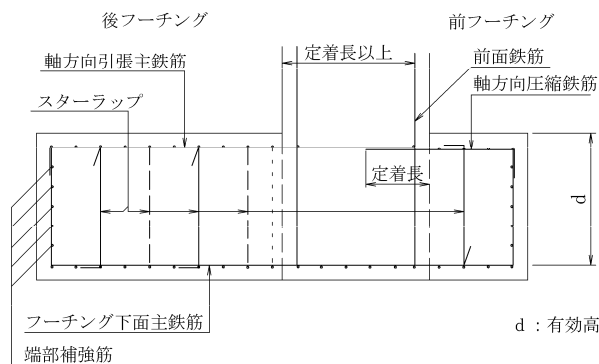 後フーチング
前フーチング
定着長以上
前面鉄筋
軸方向引張主鉄筋
軸方向圧縮鉄筋
スターラップ
定着長
d
フーチング下面主鉄筋
d：有効高
端部補強筋